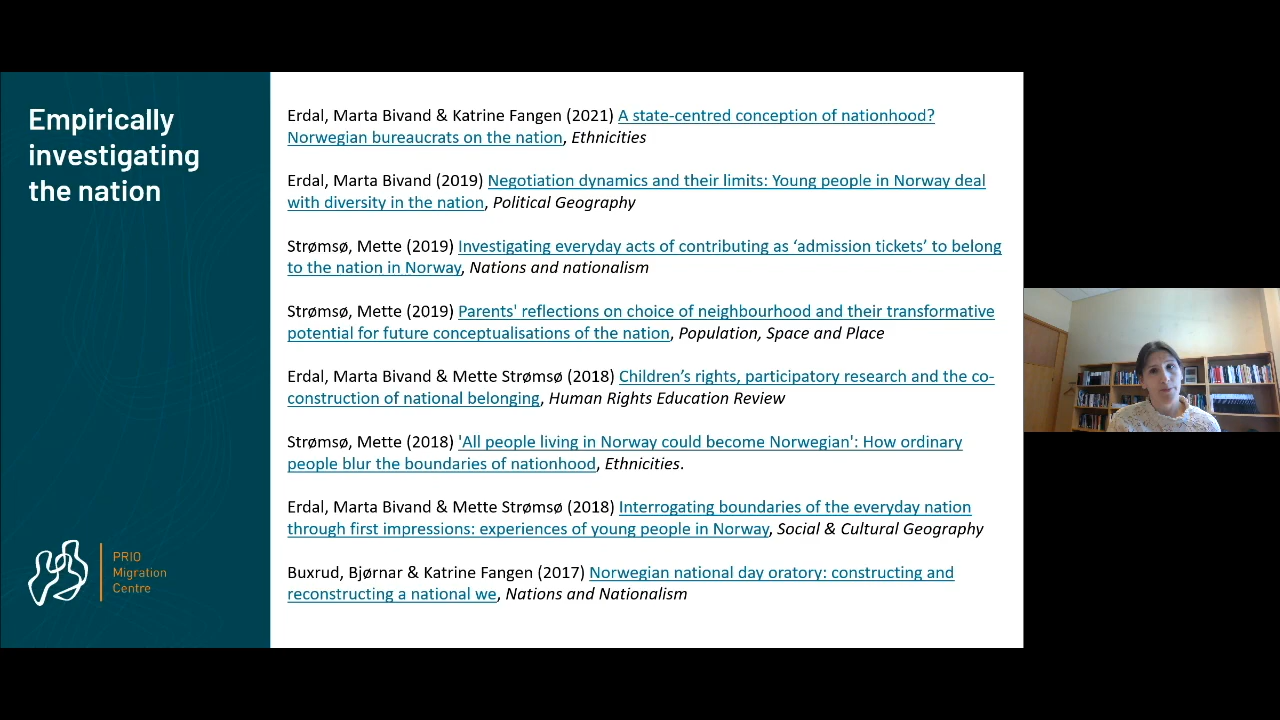 Empirically
investigating
the nation
PRIO
Migration
Centre
Erdal, Marta Bivand & Katrine Fangen (2021) A state-centred conception of nationhood?
Norwegian bureaucrats on the nation, Ethnicities
Erdal, Marta Bivand (2019) Negotiation dynamics and their limits: Young people in Norway deal
with diversity in the nation, Political Geography
Strømsø, Mette (2019) Investigating everyday acts of contributing as ‘admission tickets’ to belong
to the nation in Norway, Nations and nationalism
Strømsø, Mette (2019) Parents' reflections on choice of neighbourhood and their transformative
potential for future conceptualisations of the nation, Population, Space and Place
Erdal, Marta Bivand & Mette Strømsø (2018) Children’s rights, participatory research and the co-
construction of national belonging, Human Rights Education Review
Strømsø, Mette (2018) 'All people living in Norway could become Norwegian': How ordinary
people blur the boundaries of nationhood, Ethnicities.
Erdal, Marta Bivand & Mette Strømsø (2018) Interrogating boundaries of the everyday nation
through first impressions: experiences of young people in Norway, Social & Cultural Geography
Buxrud, Bjørnar & Katrine Fangen (2017) Norwegian national day oratory: constructing and
reconstructing a national we, Nations and Nationalism